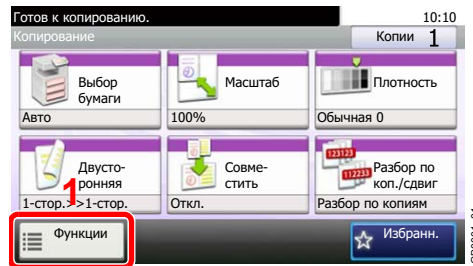 Готов к копированию. 10:10
Копирование Копии 1
Выбор бумаги
Масштаб
Плотность
Авто
100%
Обычная 0
Двусто-
ронняя
Совме-
стить
123123
112233
Разбор по
коп./сдвиг
1
1-стор.>>1-стор.
Откл.
Разбор по копиям
Функции
Избранн.